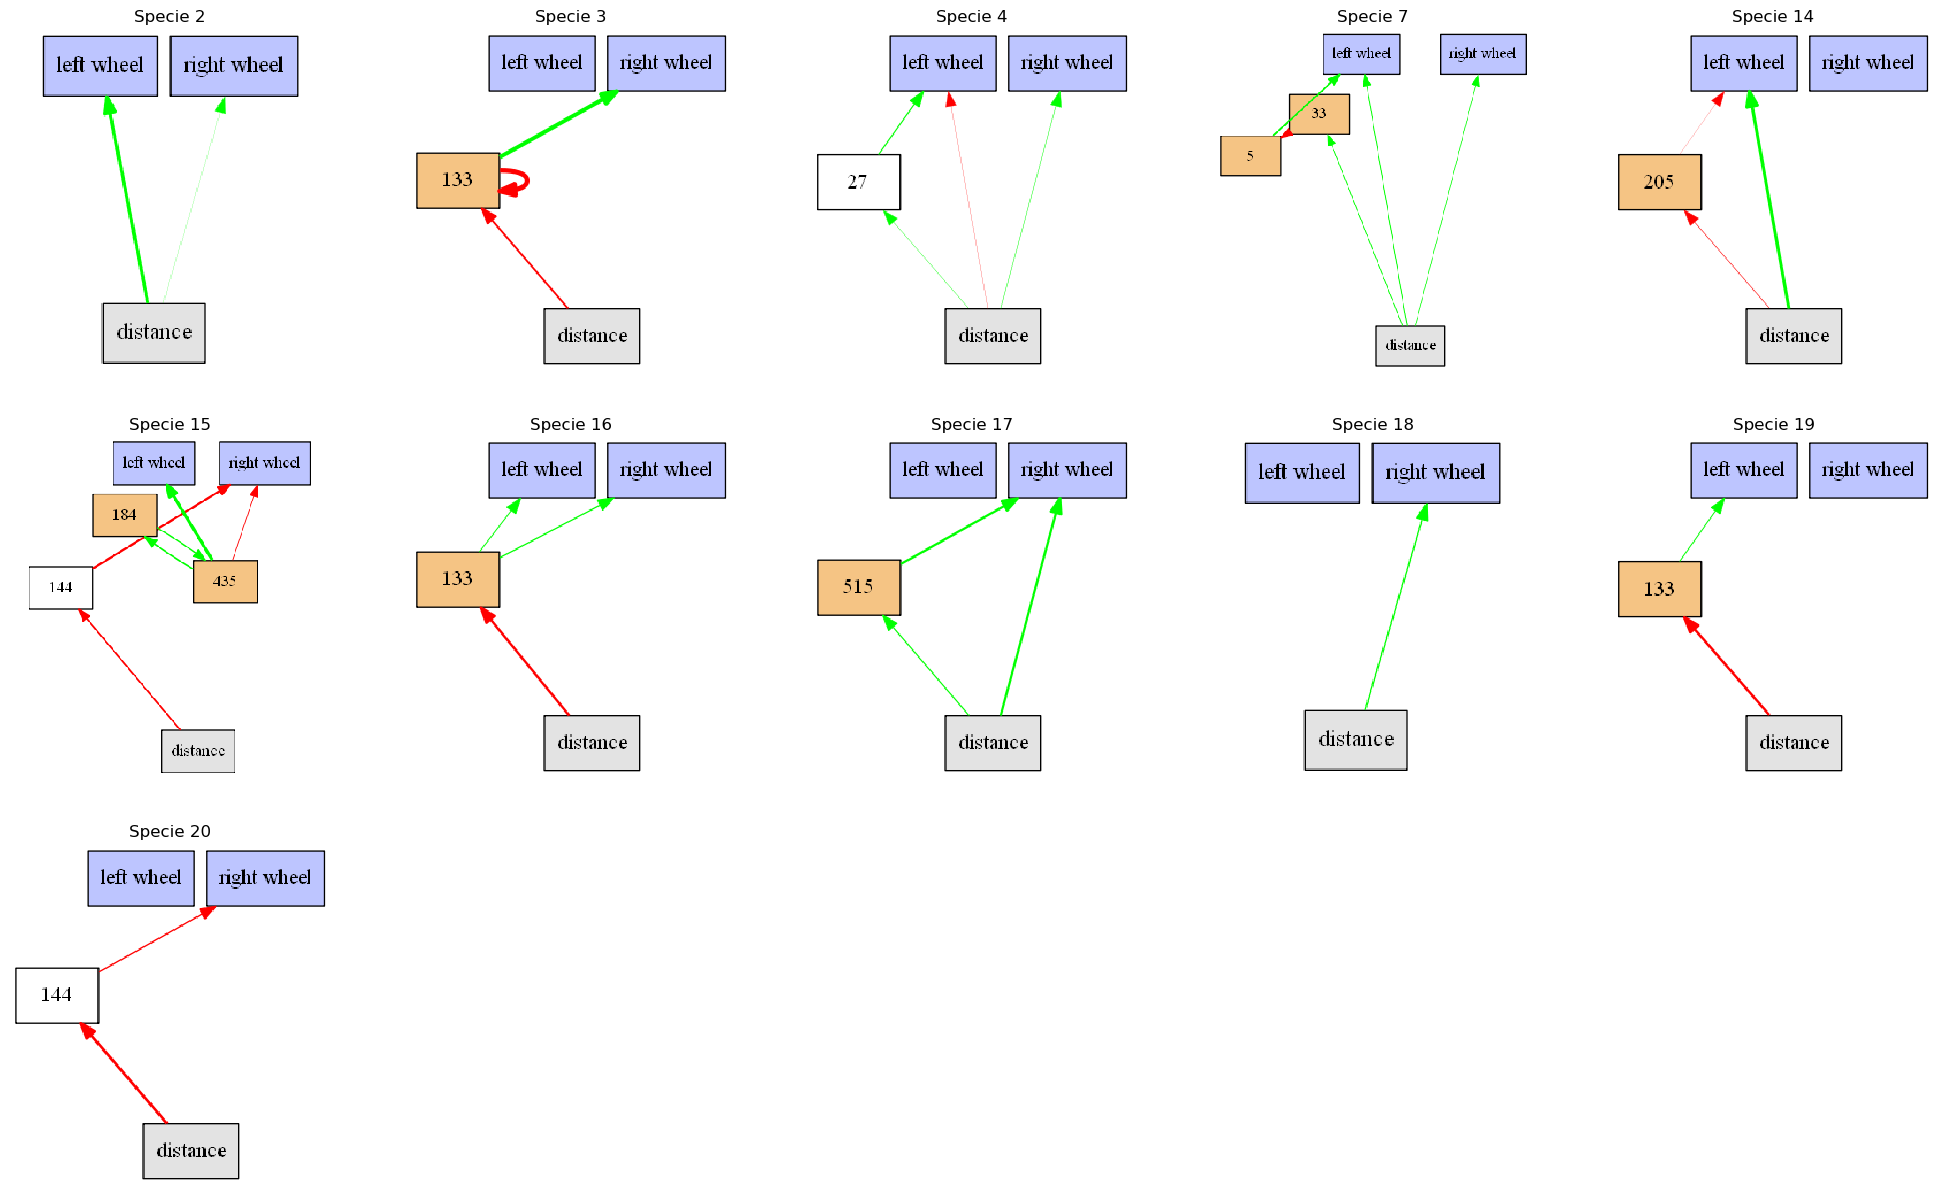 Specie 2
left wheel right wheel
distance
Specie 3
left wheel right wheel
133
distance
Specie 4
left wheel right wheel
27
distance
Specie 7
left wheel right wheel
33
5
distance
Specie 14
left wheel right wheel
205
distance
Specie 15
left wheel right wheel
184
435
144
distance
Specie 16
left wheel right wheel
133
distance
Specie 17
left wheel right wheel
515
distance
Specie 18
left wheel right wheel
distance
Specie 19
left wheel right wheel
133
distance
Specie 20
left wheel right wheel
144
distance